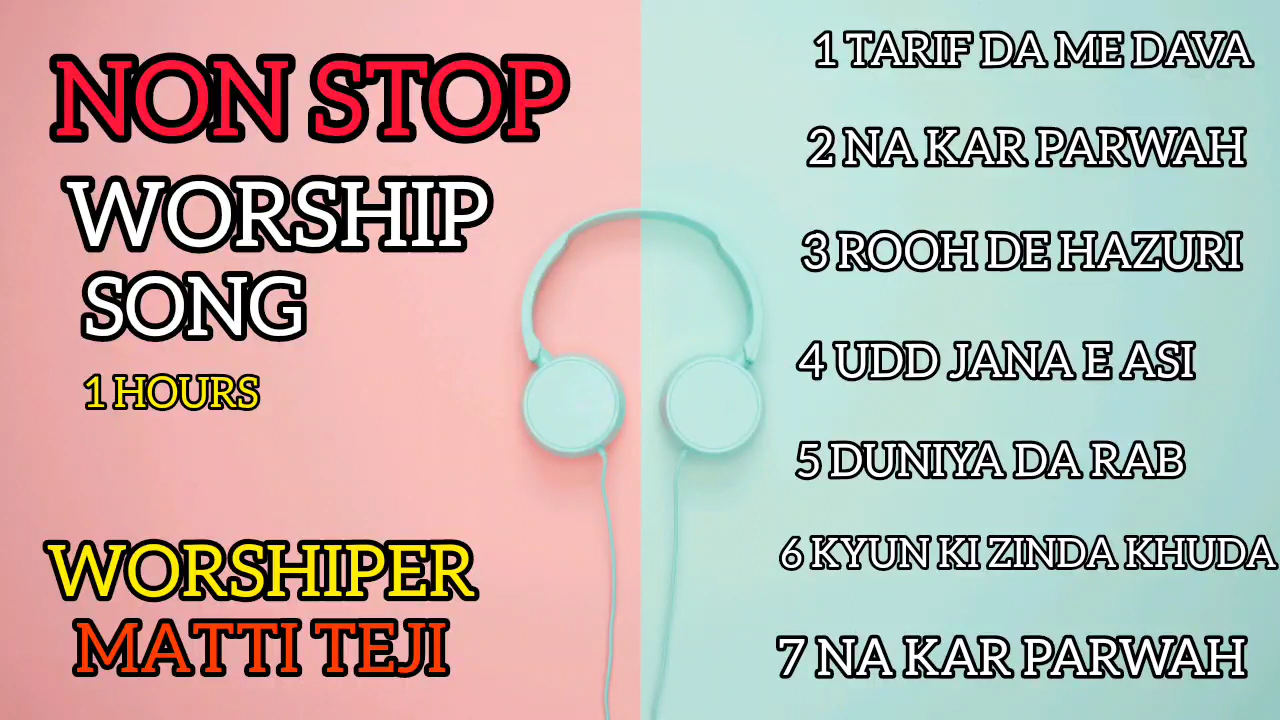 NON STOP
WORSHIP
SONG
1 HOURS
WORSHIPER
MATTI TEJI
1 TARIF DA ME DAVA
2 NA KAR PARWAH
3 ROOH DE HAZURI
4 UDD JANA E ASI
5 DUNIYA DA RAB
6 KYUN KI ZINDA KHUDA
7 NA KAR PARWAH